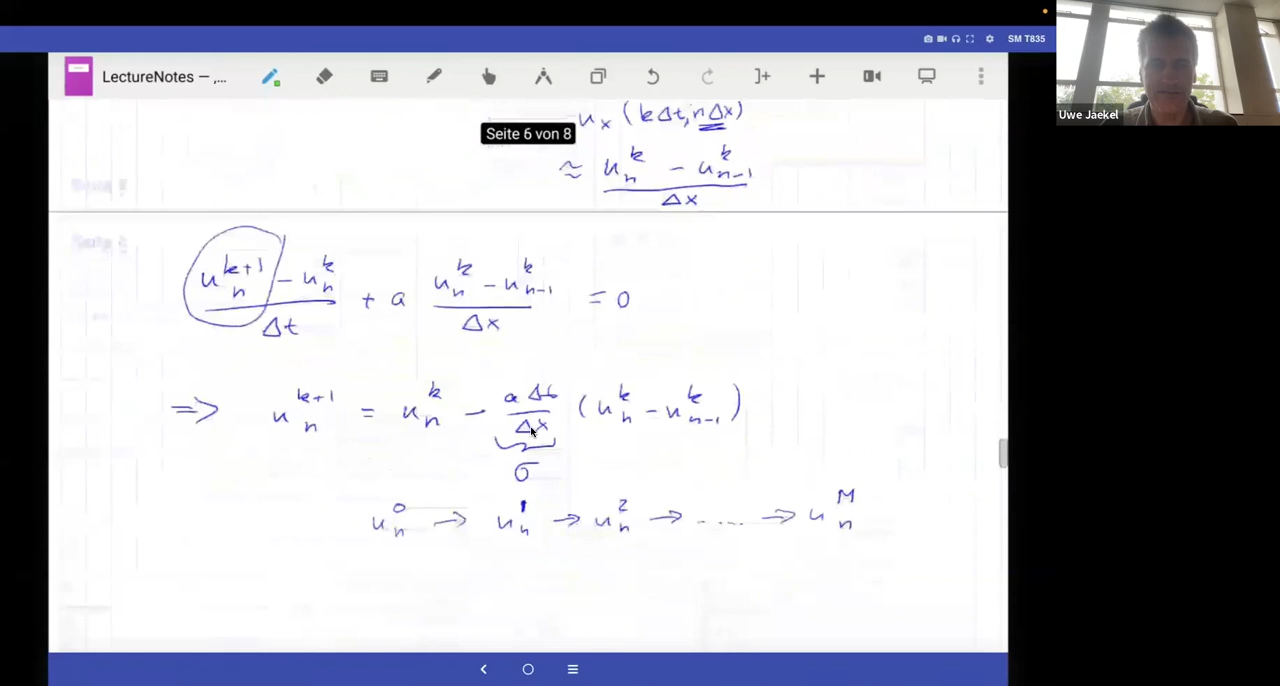 SM T835
LectureNotes – ,...
Uwe Jaekel
u_x (kΔt, nΔx)
Seite 6 von 8
≈ (u_n^k − u_{n−1}^k) / Δx
(u_n^{k+1} − u_n^k) / Δt + a (u_n^k − u_{n−1}^k) / Δx = 0
=> u_n^{k+1} = u_n^k − (a Δt / Δx) (u_n^k − u_{n−1}^k)
σ
u_n^0 → u_n^1 → u_n^2 → ..... → u_n^M